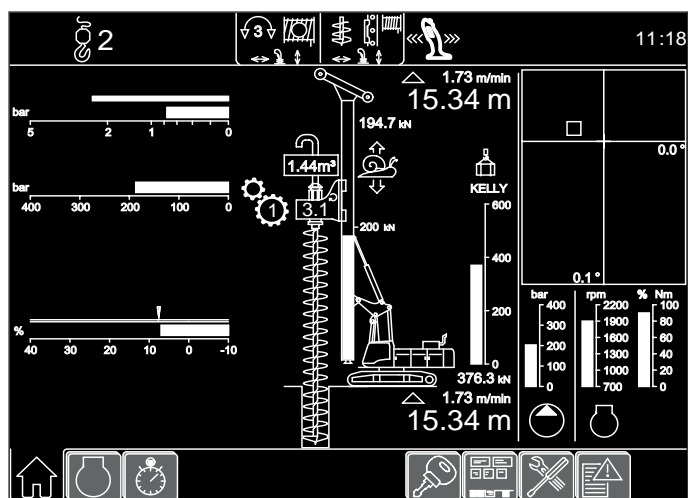 2
3
11:18
1.73 m/min
15.34 m
194.7 kN
bar
5 2 1 0
1.44m³
0.0 °
KELLY
bar
400 300 200 100 0
1
3.1
600
200 kN
400
200
0
0.1 °
%
40 30 20 10 0 -10
376.3 kN
1.73 m/min
15.34 m
bar
400
300
200
100
0
rpm
2200
1900
1600
1300
1000
700
% Nm
100
80
60
40
20
0